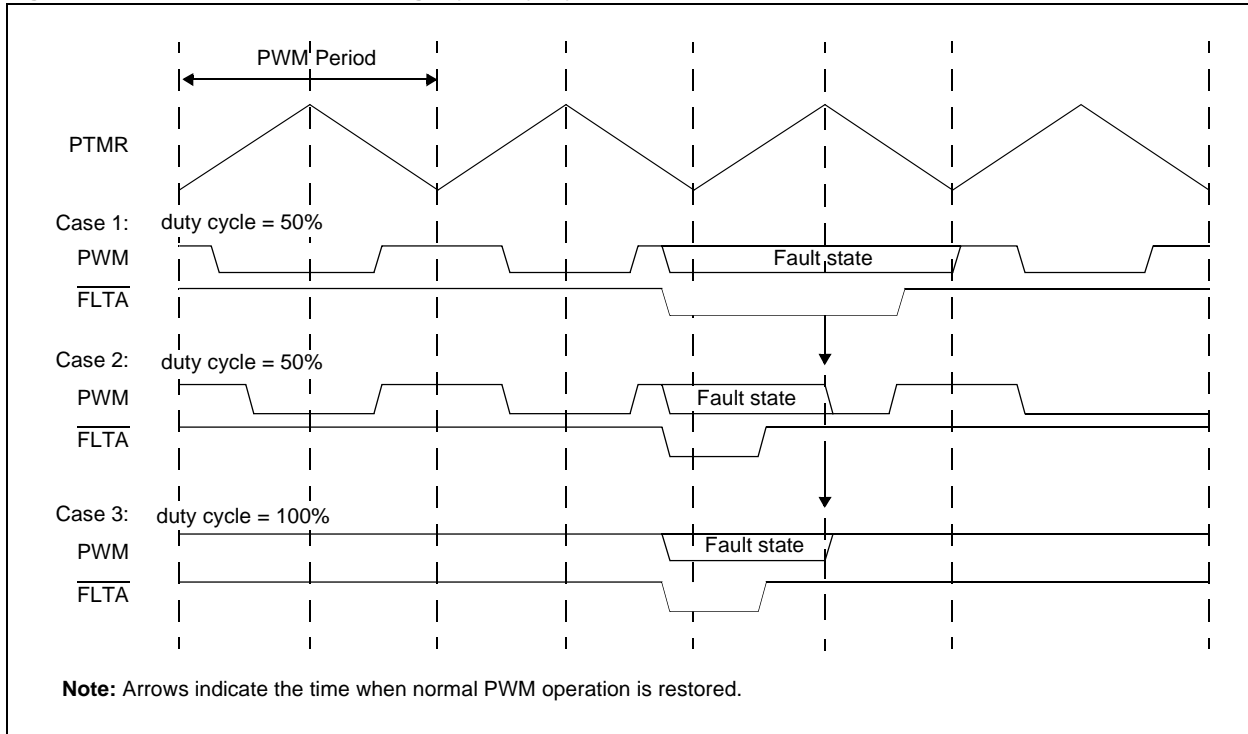 PWM Period
PTMR
Case 1: duty cycle = 50%
PWM Fault state
FLTA
Case 2: duty cycle = 50%
PWM Fault state
FLTA
Case 3: duty cycle = 100%
PWM Fault state
FLTA
Note: Arrows indicate the time when normal PWM operation is restored.